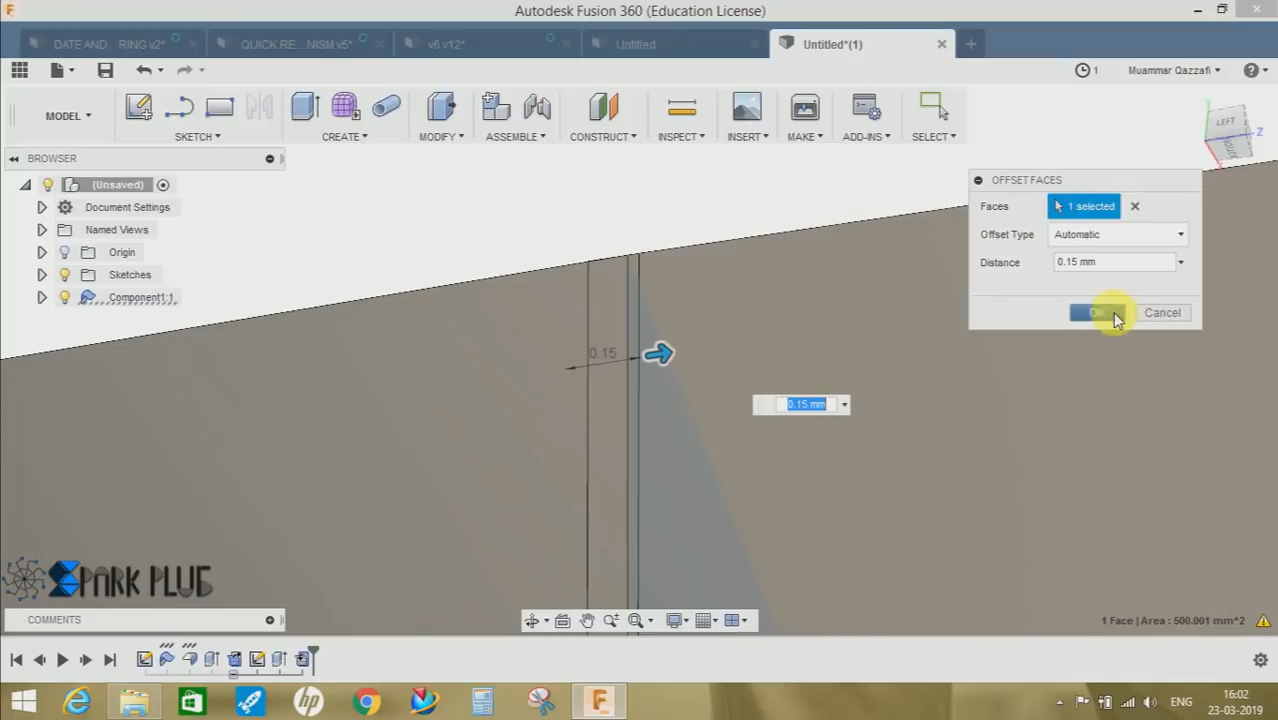 Autodesk Fusion 360 (Education License)
DATE AND ... RING v2*
QUICK RE...NISM v5*
v6 v12*
Untitled
Untitled*(1)
1
Muammar Qazzafi
MODEL
SKETCH
CREATE
MODIFY
ASSEMBLE
CONSTRUCT
INSPECT
INSERT
MAKE
ADD-INS
SELECT
LEFT
Z
BROWSER
(Unsaved)
Document Settings
Named Views
Origin
Sketches
Component1:1
OFFSET FACES
Faces
1 selected
Offset Type
Automatic
Distance
0.15 mm
OK
Cancel
0.15
0.15 mm
SPARK PLUG
COMMENTS
1 Face | Area : 500.001 mm^2
ENG
16:02
23-03-2019